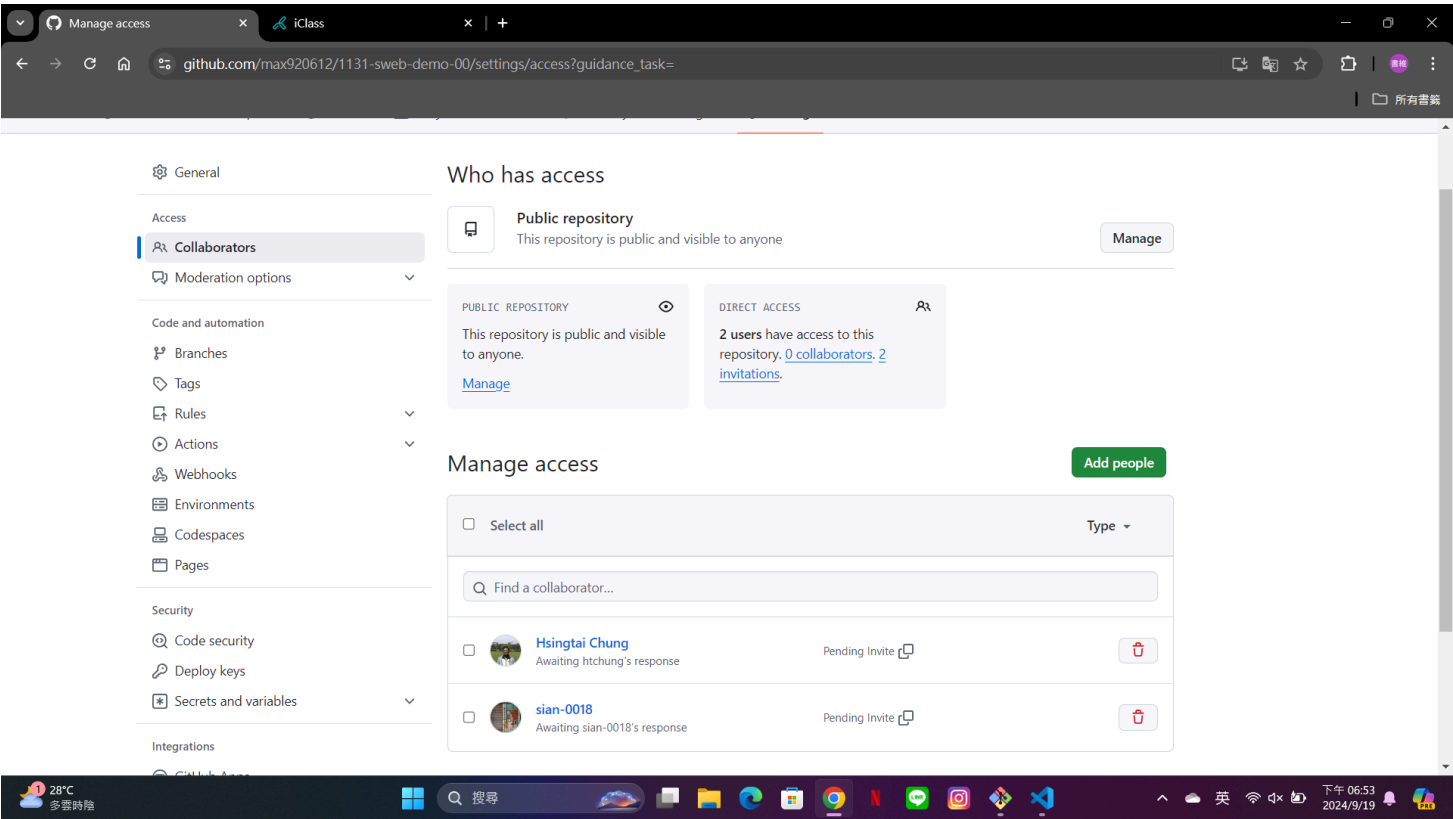 Manage access
iClass
github.com/max920612/1131-sweb-demo-00/settings/access?guidance_task=
所有書籤
General
Who has access
Access
Public repository
This repository is public and visible to anyone
Manage
Collaborators
Moderation options
Code and automation
Branches
Tags
Rules
Actions
Webhooks
Environments
Codespaces
Pages
Security
Code security
Deploy keys
Secrets and variables
Integrations
PUBLIC REPOSITORY
This repository is public and visible
to anyone.
Manage
DIRECT ACCESS
2 users have access to this
repository. 0 collaborators. 2
invitations.
Manage access
Add people
Select all
Type
Find a collaborator...
Hsingtai Chung
Awaiting htchung's response
Pending Invite
sian-0018
Awaiting sian-0018's response
Pending Invite
1
28°C
多雲時陰
搜尋
LINE
英
下午 06:53
2024/9/19
PRE